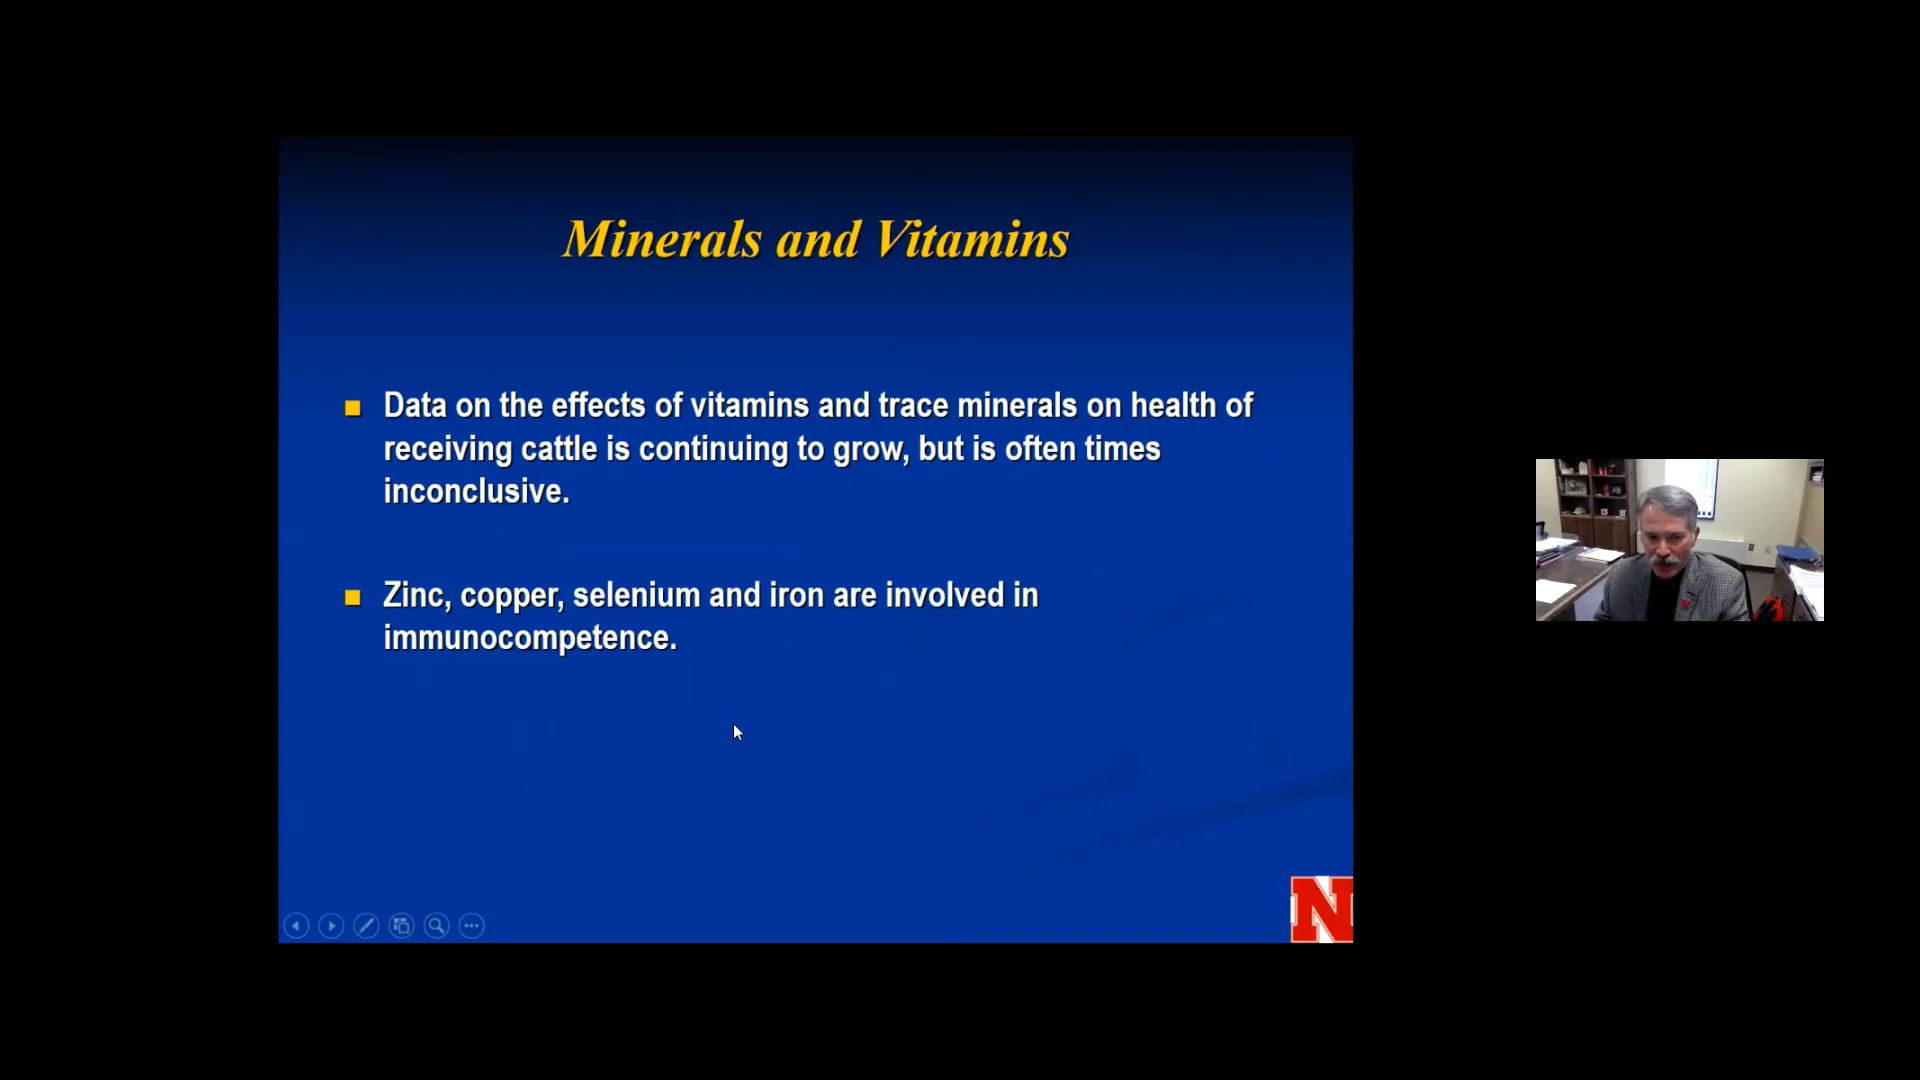 Minerals and Vitamins
Data on the effects of vitamins and trace minerals on health of
receiving cattle is continuing to grow, but is often times
inconclusive.
Zinc, copper, selenium and iron are involved in
immunocompetence.
N